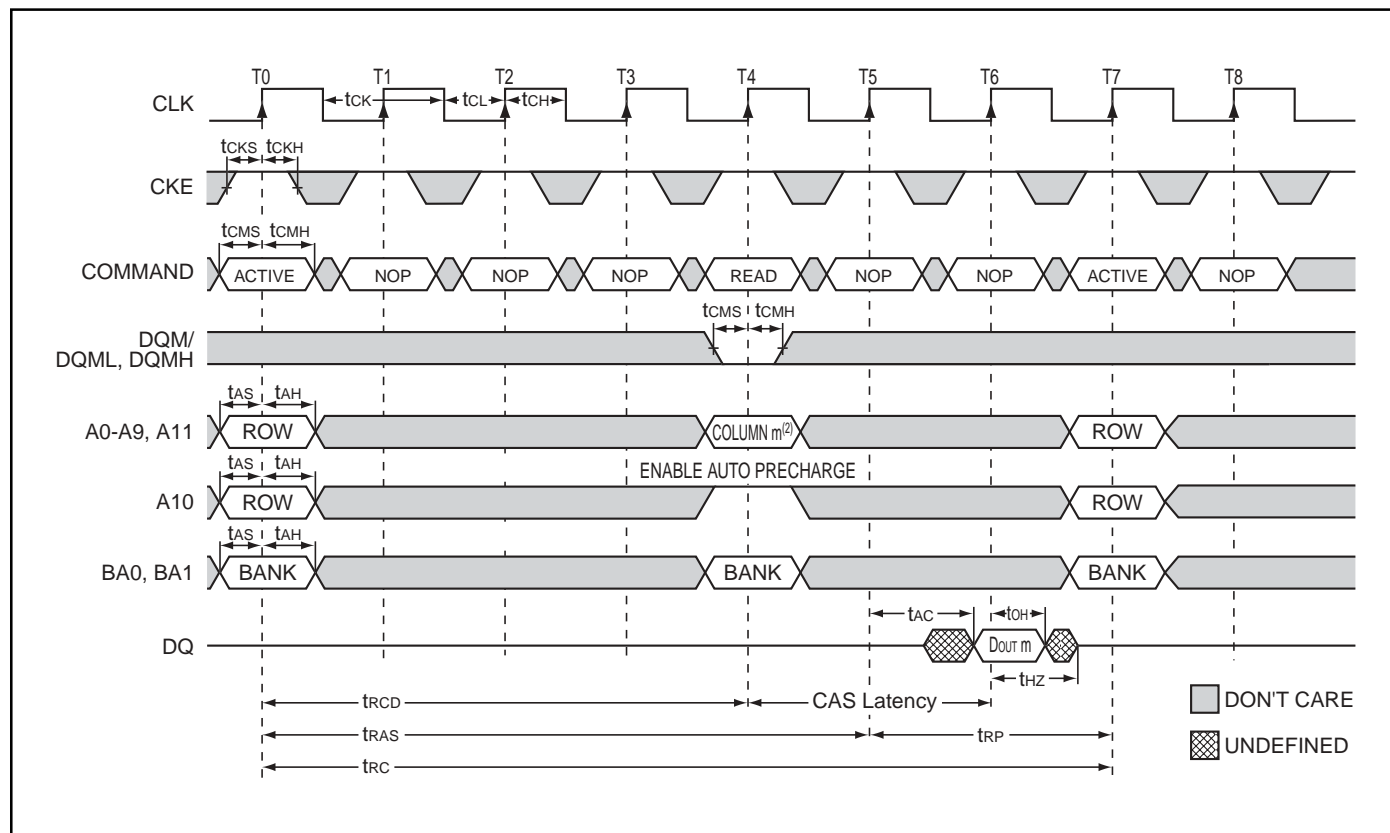 T0 T1 T2 T3 T4 T5 T6 T7 T8
CLK
tCK tCL tCH
tCKS tCKH
CKE
tCMS tCMH
COMMAND ACTIVE NOP NOP NOP READ NOP NOP ACTIVE NOP
tCMS tCMH
DQM/
DQML, DQMH
tAS tAH
A0-A9, A11 ROW COLUMN m(2) ROW
tAS tAH ENABLE AUTO PRECHARGE
A10 ROW ROW
tAS tAH
BA0, BA1 BANK BANK BANK
tAC tOH
DQ DOUT m
tHZ
tRCD CAS Latency
tRAS tRP
tRC
DON'T CARE
UNDEFINED